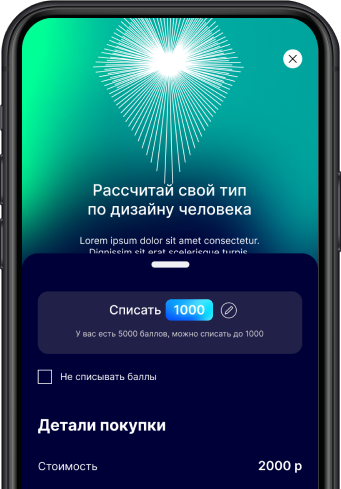 Рассчитай свой тип
по дизайну человека
Lorem ipsum dolor sit amet consectetur.
Dignissim sit erat scelerisque turpis
Списать 1000
У вас есть 5000 баллов, можно списать до 1000
Не списывать баллы
Детали покупки
Стоимость 2000 р